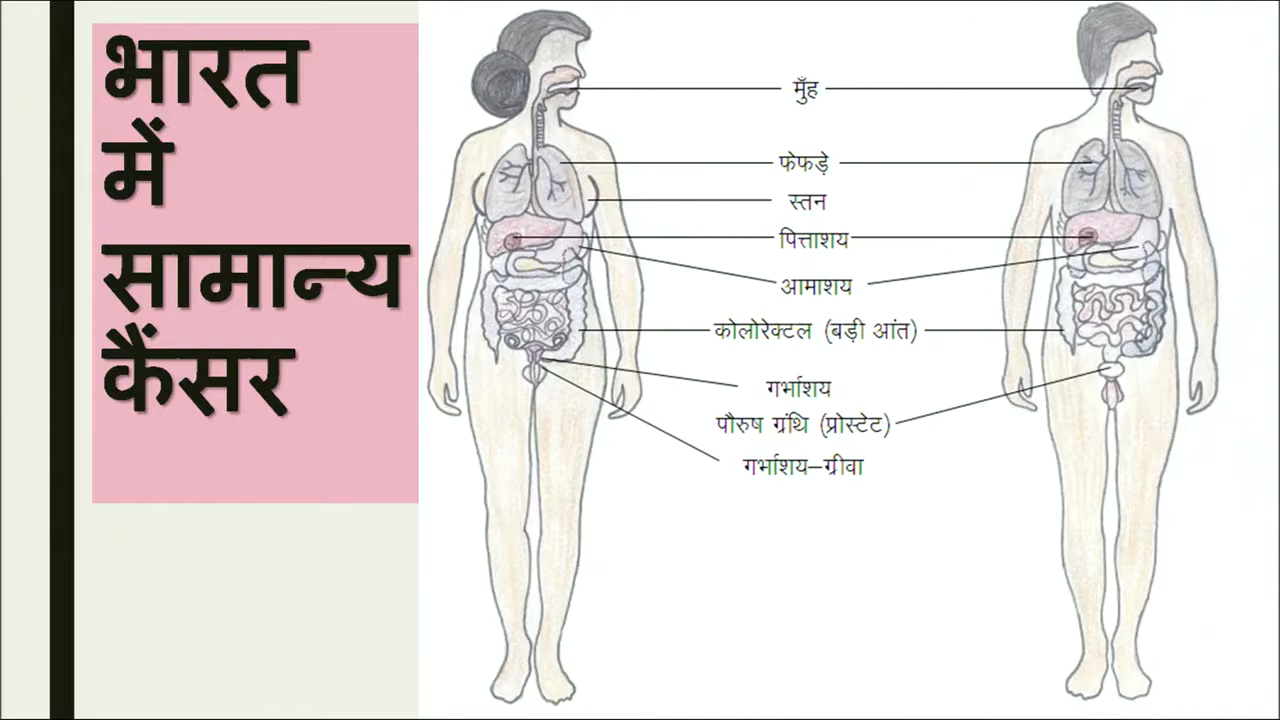 भारत
में
सामान्य
कैंसर
मुँह
फेफड़े
स्तन
पित्ताशय
आमाशय
कोलोरेक्टल (बड़ी आंत)
गर्भाशय
पौरुष ग्रंथि (प्रोस्टेट)
गर्भाशय–ग्रीवा